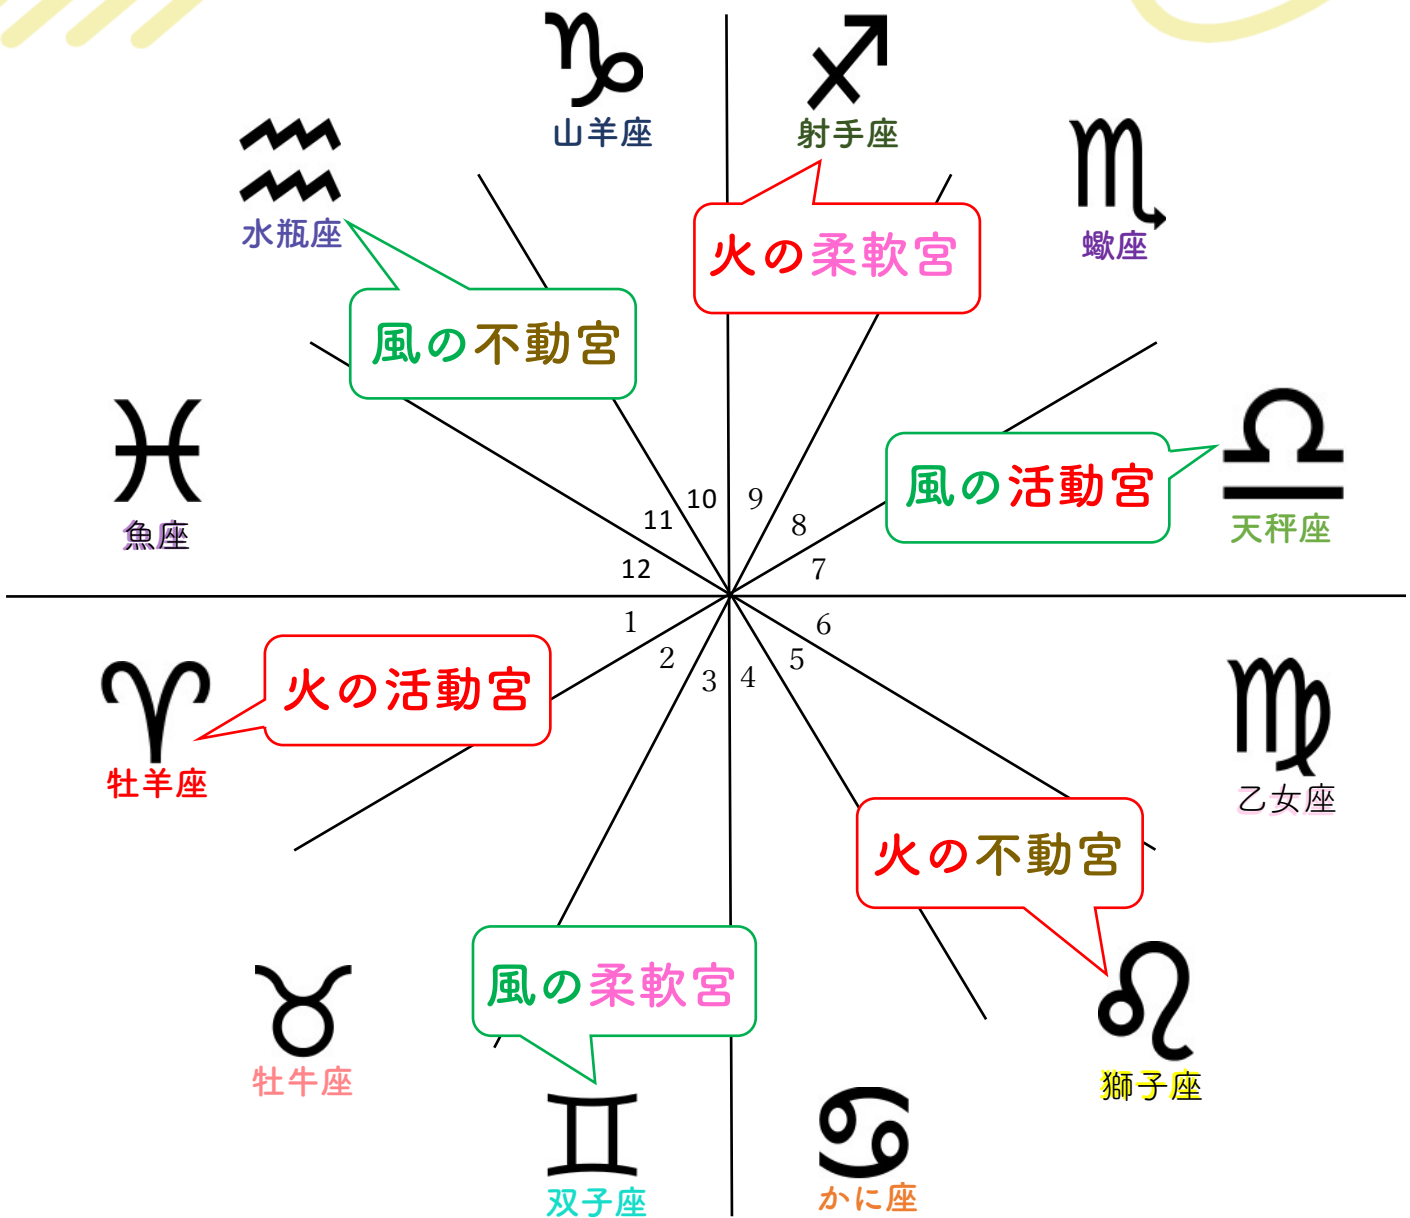 山羊座
射手座
水瓶座
蠍座
火の柔軟宮
風の不動宮
風の活動宮
魚座
天秤座
10
9
11
8
12
7
1
6
2
5
3
4
火の活動宮
牡羊座
乙女座
火の不動宮
風の柔軟宮
牡牛座
獅子座
双子座
かに座